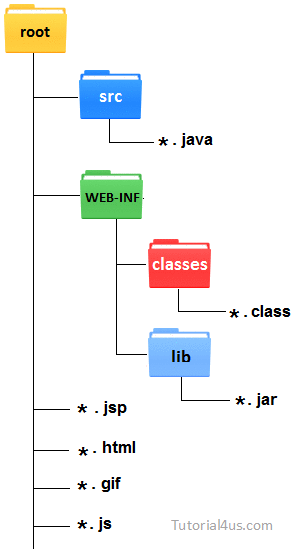 root
src
*. java
WEB-INF
classes
*. class
lib
*. jar
*. jsp
*. html
*. gif
*. js
Tutorial4us.com